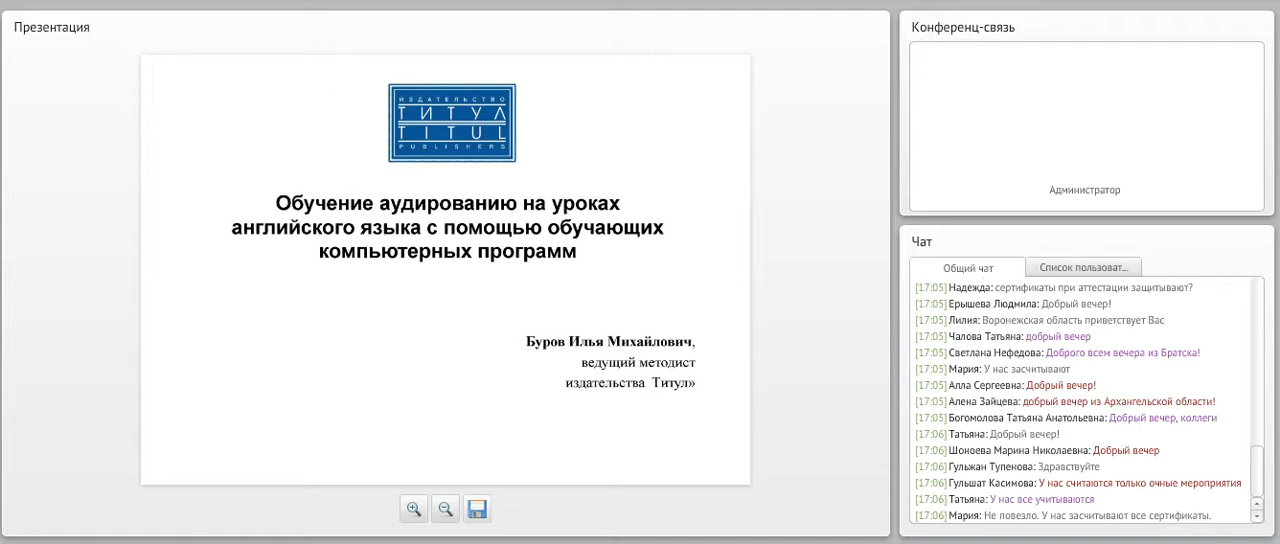 Презентация
ИЗДАТЕЛЬСТВО
ТИТУЛ
TITUL
PUBLISHERS
Обучение аудированию на уроках
английского языка с помощью обучающих
компьютерных программ
Буров Илья Михайлович,
ведущий методист
издательства Титул»
Конференц-связь
Администратор
Чат
Общий чат
Список пользоват...
[17:05] Надежда: сертификаты при аттестации защитывают?
[17:05] Ерышева Людмила: Добрый вечер!
[17:05] Лилия: Воронежская область приветствует Вас
[17:05] Чалова Татьяна: добрый вечер
[17:05] Светлана Нефедова: Доброго всем вечера из Братска!
[17:05] Мария: У нас засчитывают
[17:05] Алла Сергеевна: Добрый вечер!
[17:05] Алена Зайцева: добрый вечер из Архангельской области!
[17:05] Богомолова Татьяна Анатольевна: Добрый вечер, коллеги
[17:06] Татьяна: Добрый вечер!
[17:06] Шоноева Марина Николаевна: Добрый вечер
[17:06] Гульжан Тупенова: Здравствуйте
[17:06] Гульшат Касимова: У нас считаются только очные мероприятия
[17:06] Татьяна: У нас все учитываются
[17:06] Мария: Не повезло. У нас засчитывают все сертификаты.